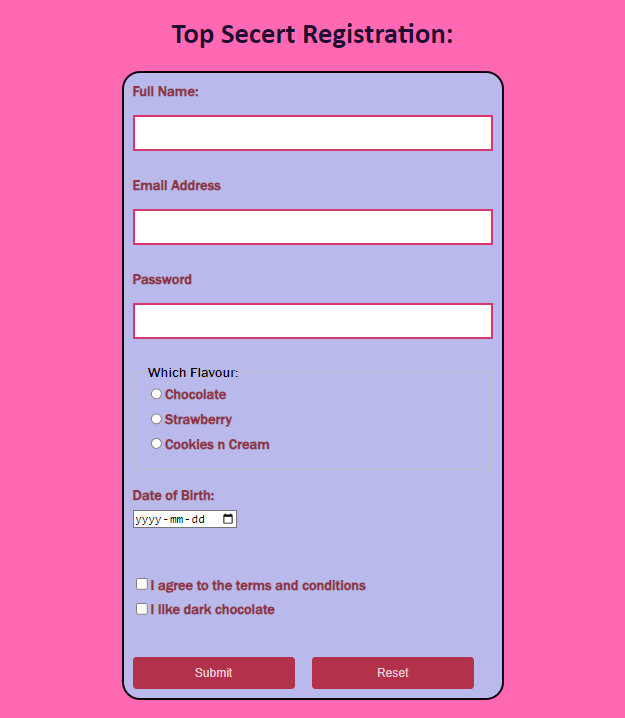 Top Secert Registration:
Full Name:
Email Address
Password
Which Flavour:
Chocolate
Strawberry
Cookies n Cream
Date of Birth:
yyyy-mm-dd
I agree to the terms and conditions
I like dark chocolate
Submit Reset